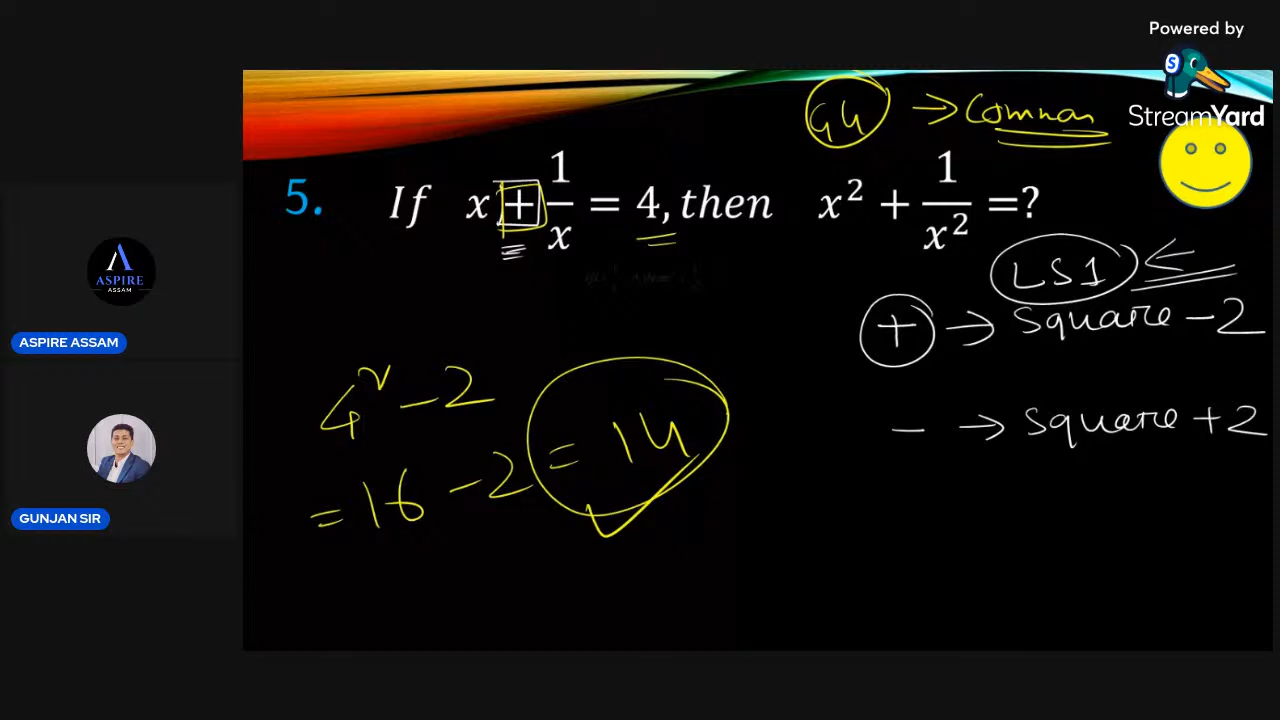 Powered by
StreamYard
G4 → Common
5. If x + 1/x = 4, then x² + 1/x² =?
LS1
+ → Square - 2
- → Square + 2
4² - 2
= 16 - 2 = 14
ASPIRE
ASSAM
ASPIRE ASSAM
GUNJAN SIR